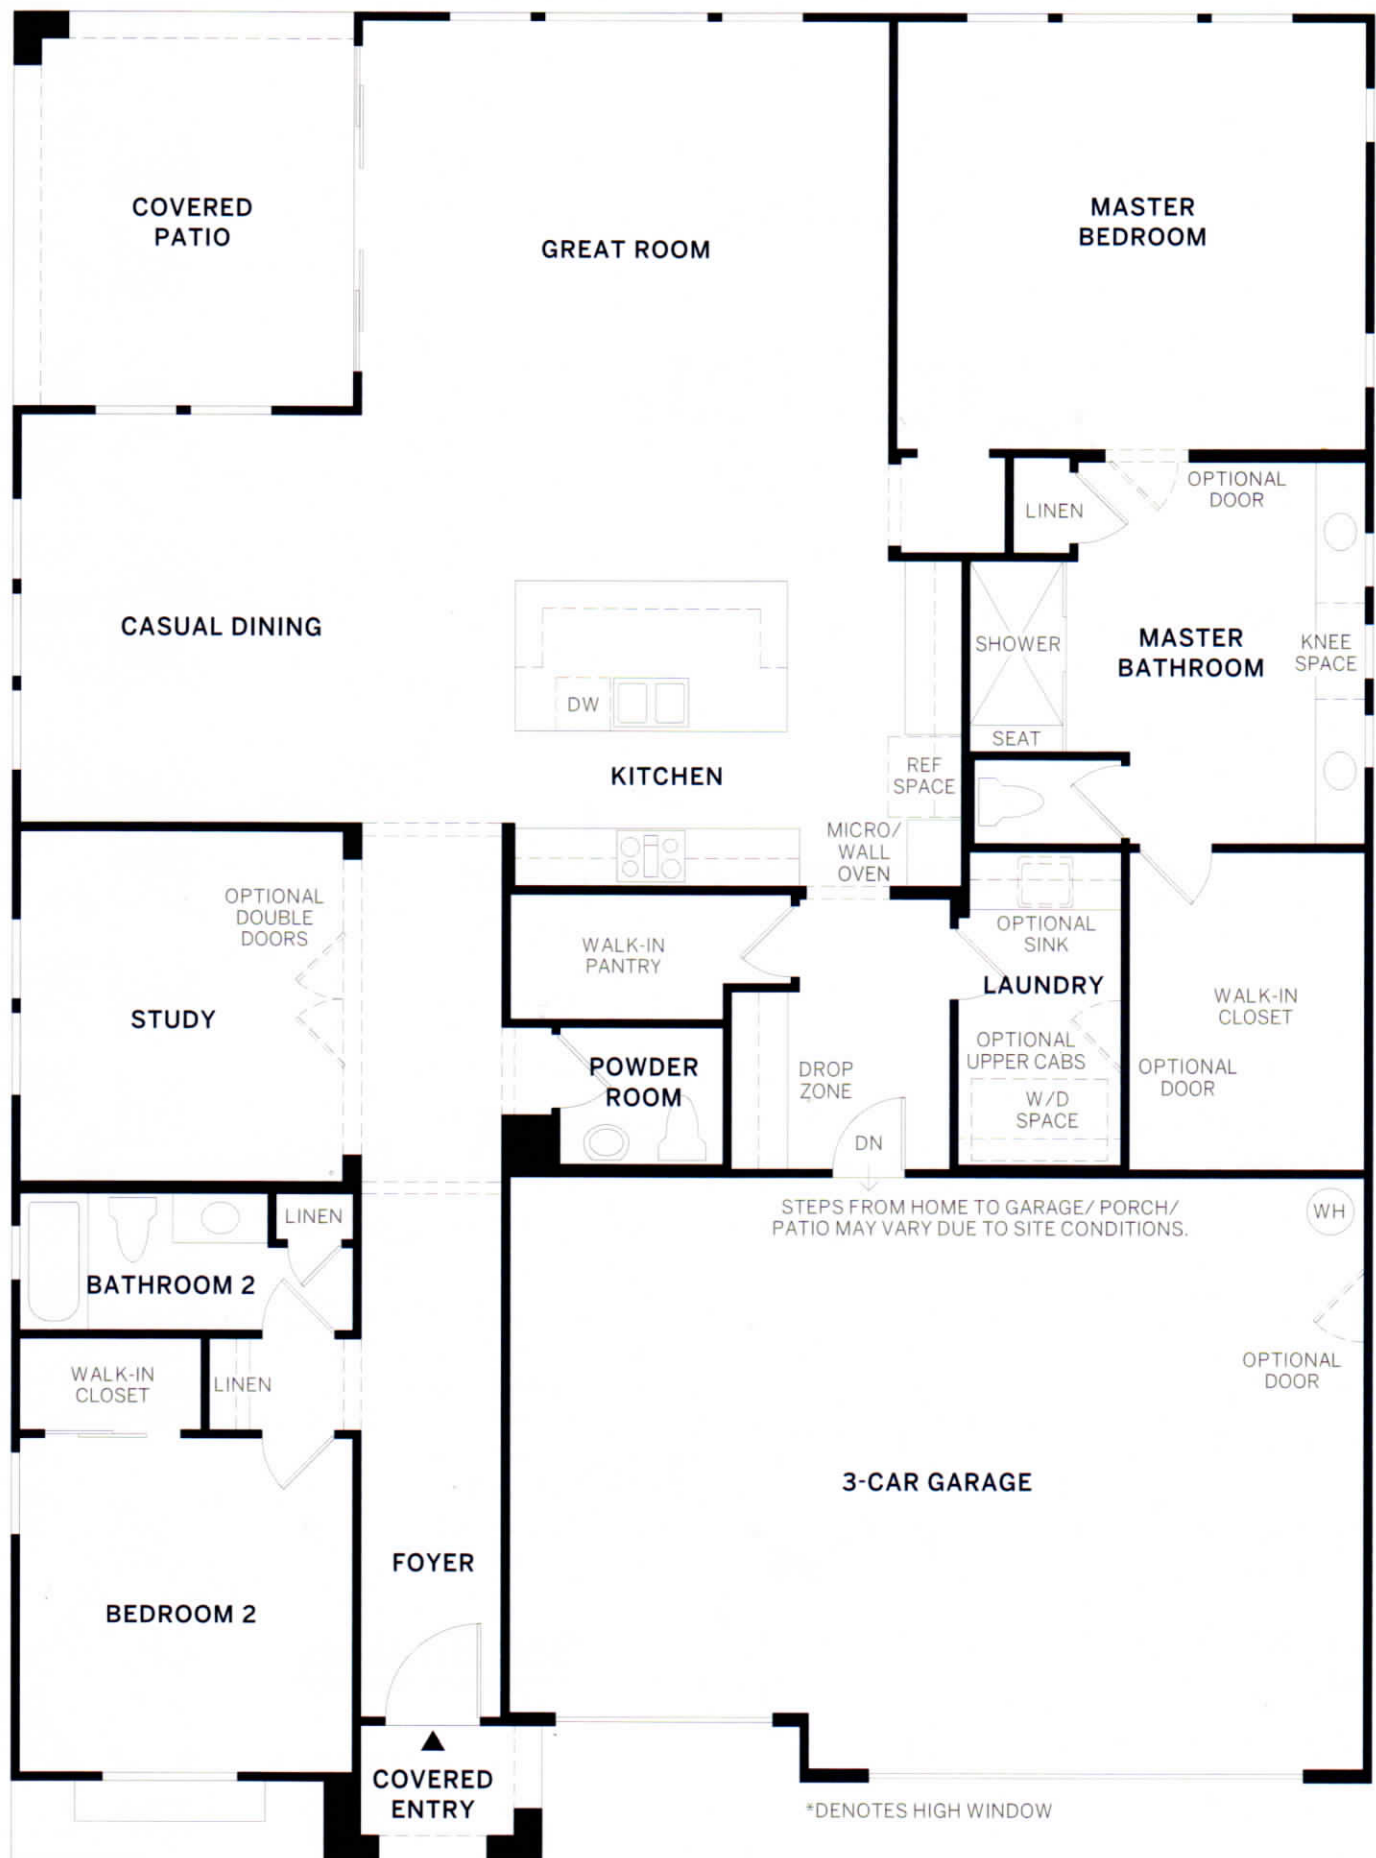 COVERED
PATIO
GREAT ROOM
MASTER
BEDROOM
OPTIONAL
DOOR
LINEN
CASUAL DINING
SHOWER
MASTER
BATHROOM
KNEE
SPACE
DW
SEAT
KITCHEN
REF
SPACE
MICRO/
WALL
OVEN
OPTIONAL
DOUBLE
DOORS
WALK-IN
PANTRY
OPTIONAL
SINK
LAUNDRY
WALK-IN
CLOSET
STUDY
OPTIONAL
UPPER CABS
OPTIONAL
DOOR
POWDER
ROOM
DROP
ZONE
W/D
SPACE
DN
STEPS FROM HOME TO GARAGE/ PORCH/
PATIO MAY VARY DUE TO SITE CONDITIONS.
WH
LINEN
BATHROOM 2
WALK-IN
CLOSET
LINEN
OPTIONAL
DOOR
3-CAR GARAGE
FOYER
BEDROOM 2
COVERED
ENTRY
*DENOTES HIGH WINDOW